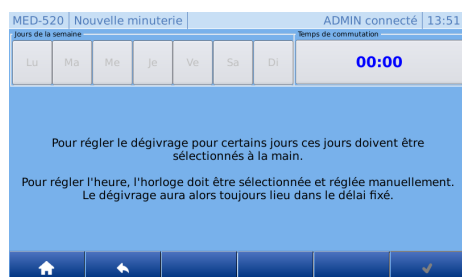 MED-520 Nouvelle minuterie ADMIN connecté 13:51
Jours de la semaine Temps de commutation
Lu Ma Me Je Ve Sa Di 00:00
Pour régler le dégivrage pour certains jours ces jours doivent être
sélectionnés à la main.
Pour régler l'heure, l'horloge doit être sélectionnée et réglée manuellement.
Le dégivrage aura alors toujours lieu dans le délai fixé.